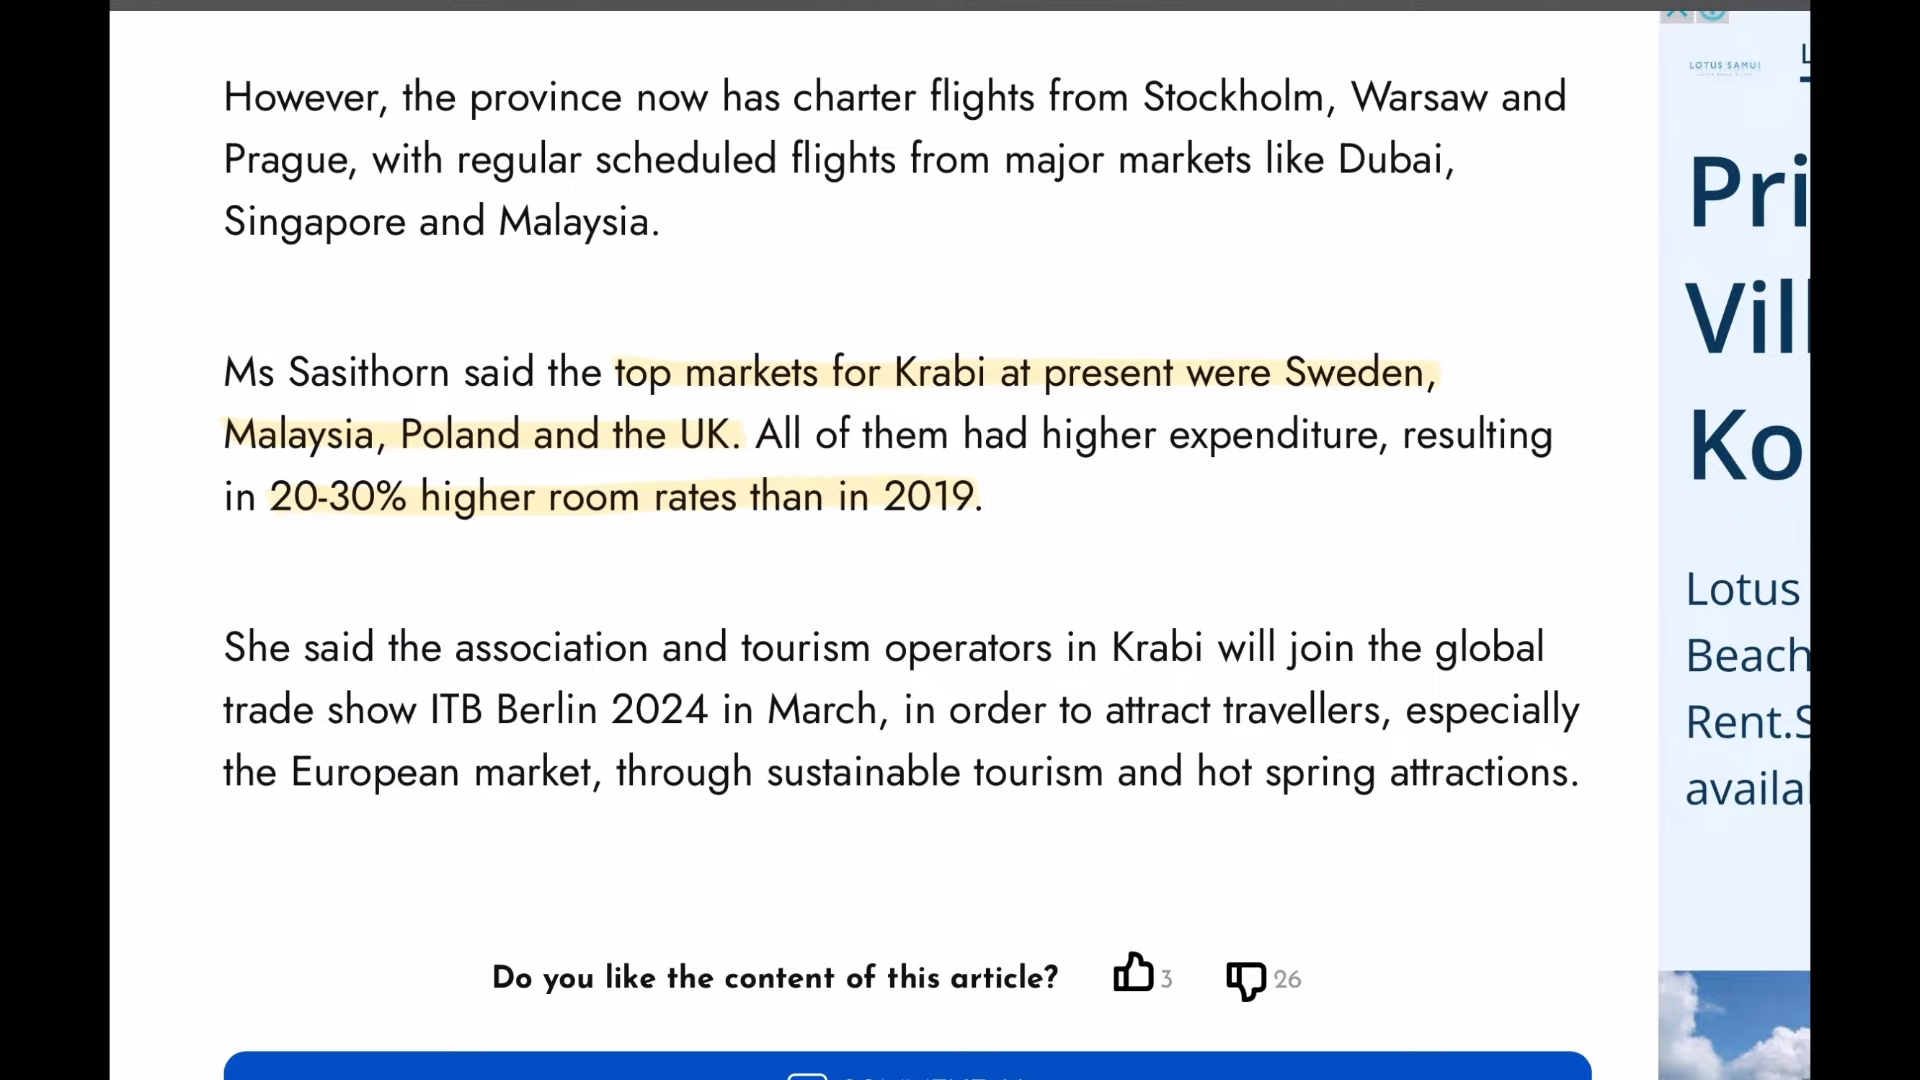 However, the province now has charter flights from Stockholm, Warsaw and
Prague, with regular scheduled flights from major markets like Dubai,
Singapore and Malaysia.
Ms Sasithorn said the top markets for Krabi at present were Sweden,
Malaysia, Poland and the UK. All of them had higher expenditure, resulting
in 20-30% higher room rates than in 2019.
She said the association and tourism operators in Krabi will join the global
trade show ITB Berlin 2024 in March, in order to attract travellers, especially
the European market, through sustainable tourism and hot spring attractions.
Do you like the content of this article? 3 26
LOTUS SAMUI
L
Pri
Vill
Ko
Lotus
Beach
Rent.S
availa